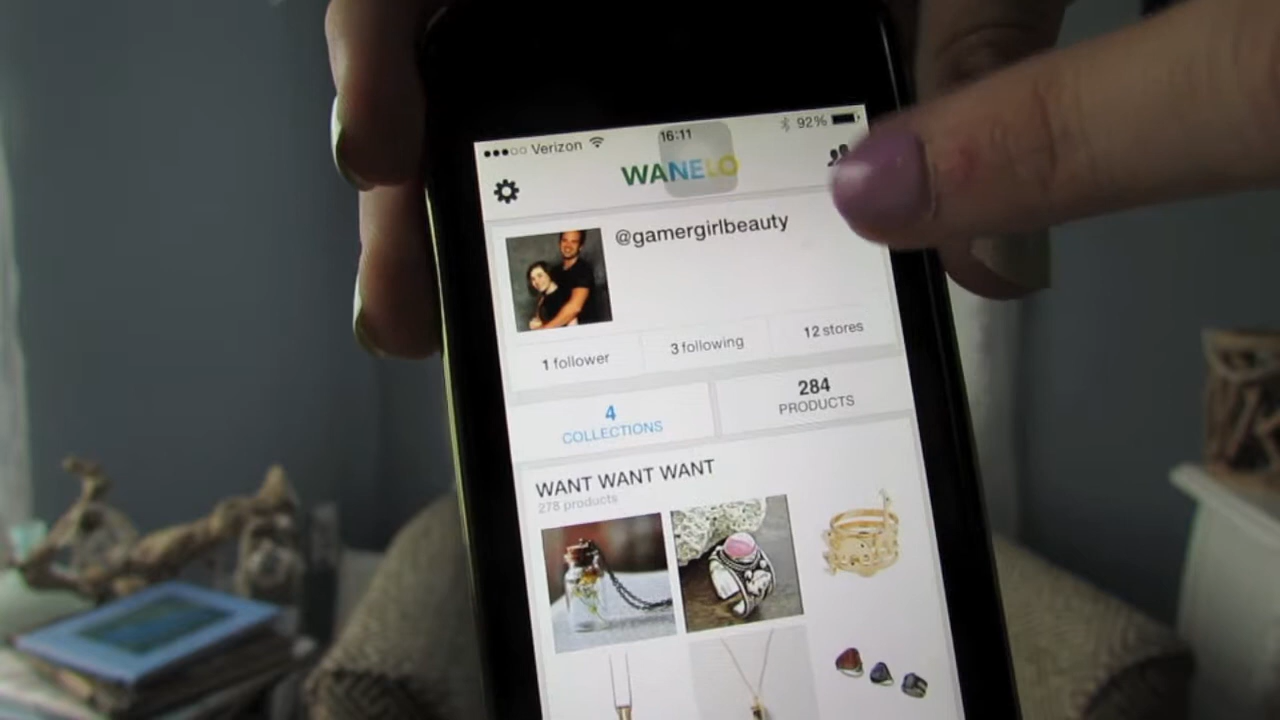 Verizon 16:11 92%
WANELO
@gamergirlbeauty
1 follower 3 following 12 stores
4 COLLECTIONS
284 PRODUCTS
WANT WANT WANT
278 products